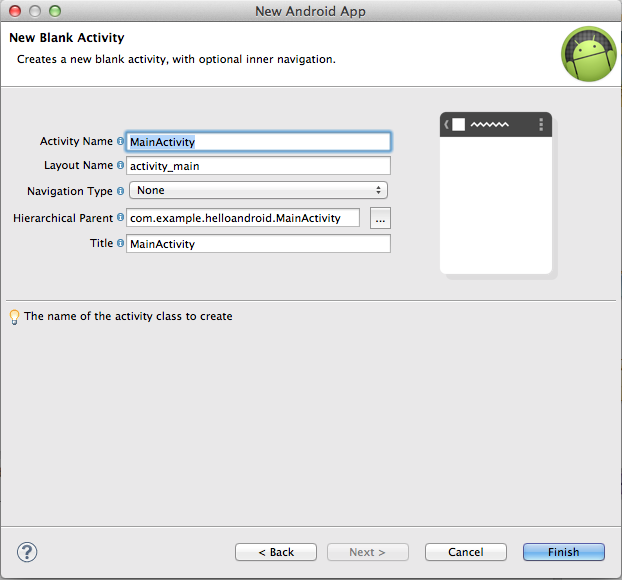 New Android App
New Blank Activity
Creates a new blank activity, with optional inner navigation.
Activity Name MainActivity
Layout Name activity_main
Navigation Type None
Hierarchical Parent com.example.helloandroid.MainActivity ...
Title MainActivity
The name of the activity class to create
? < Back Next > Cancel Finish